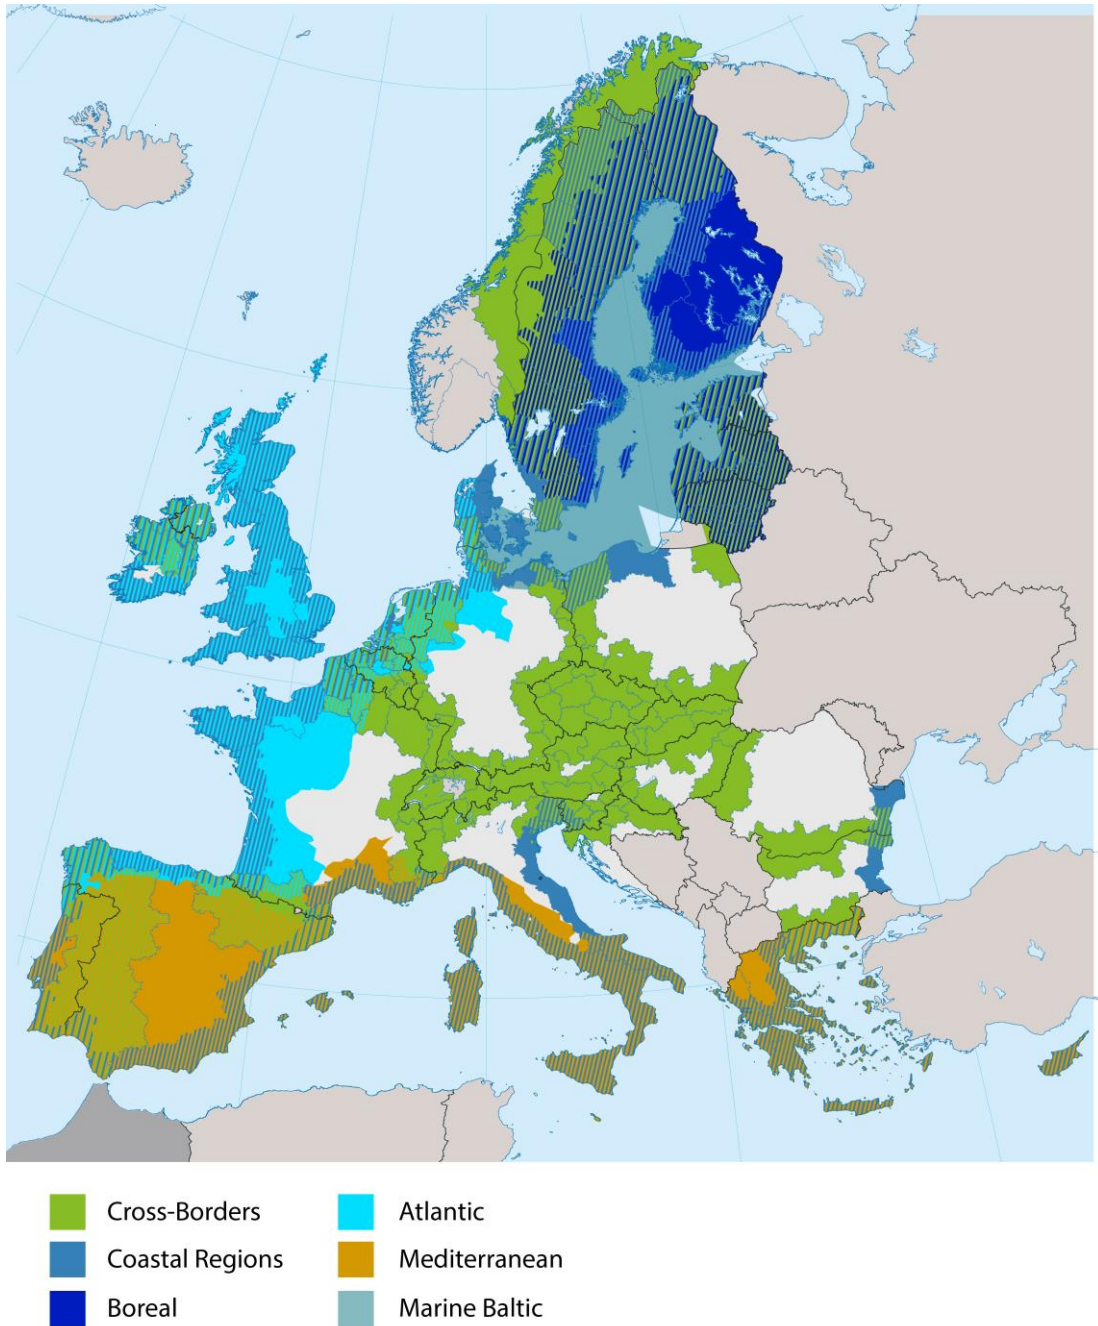 Cross-Borders
Atlantic
Coastal Regions
Mediterranean
Boreal
Marine Baltic